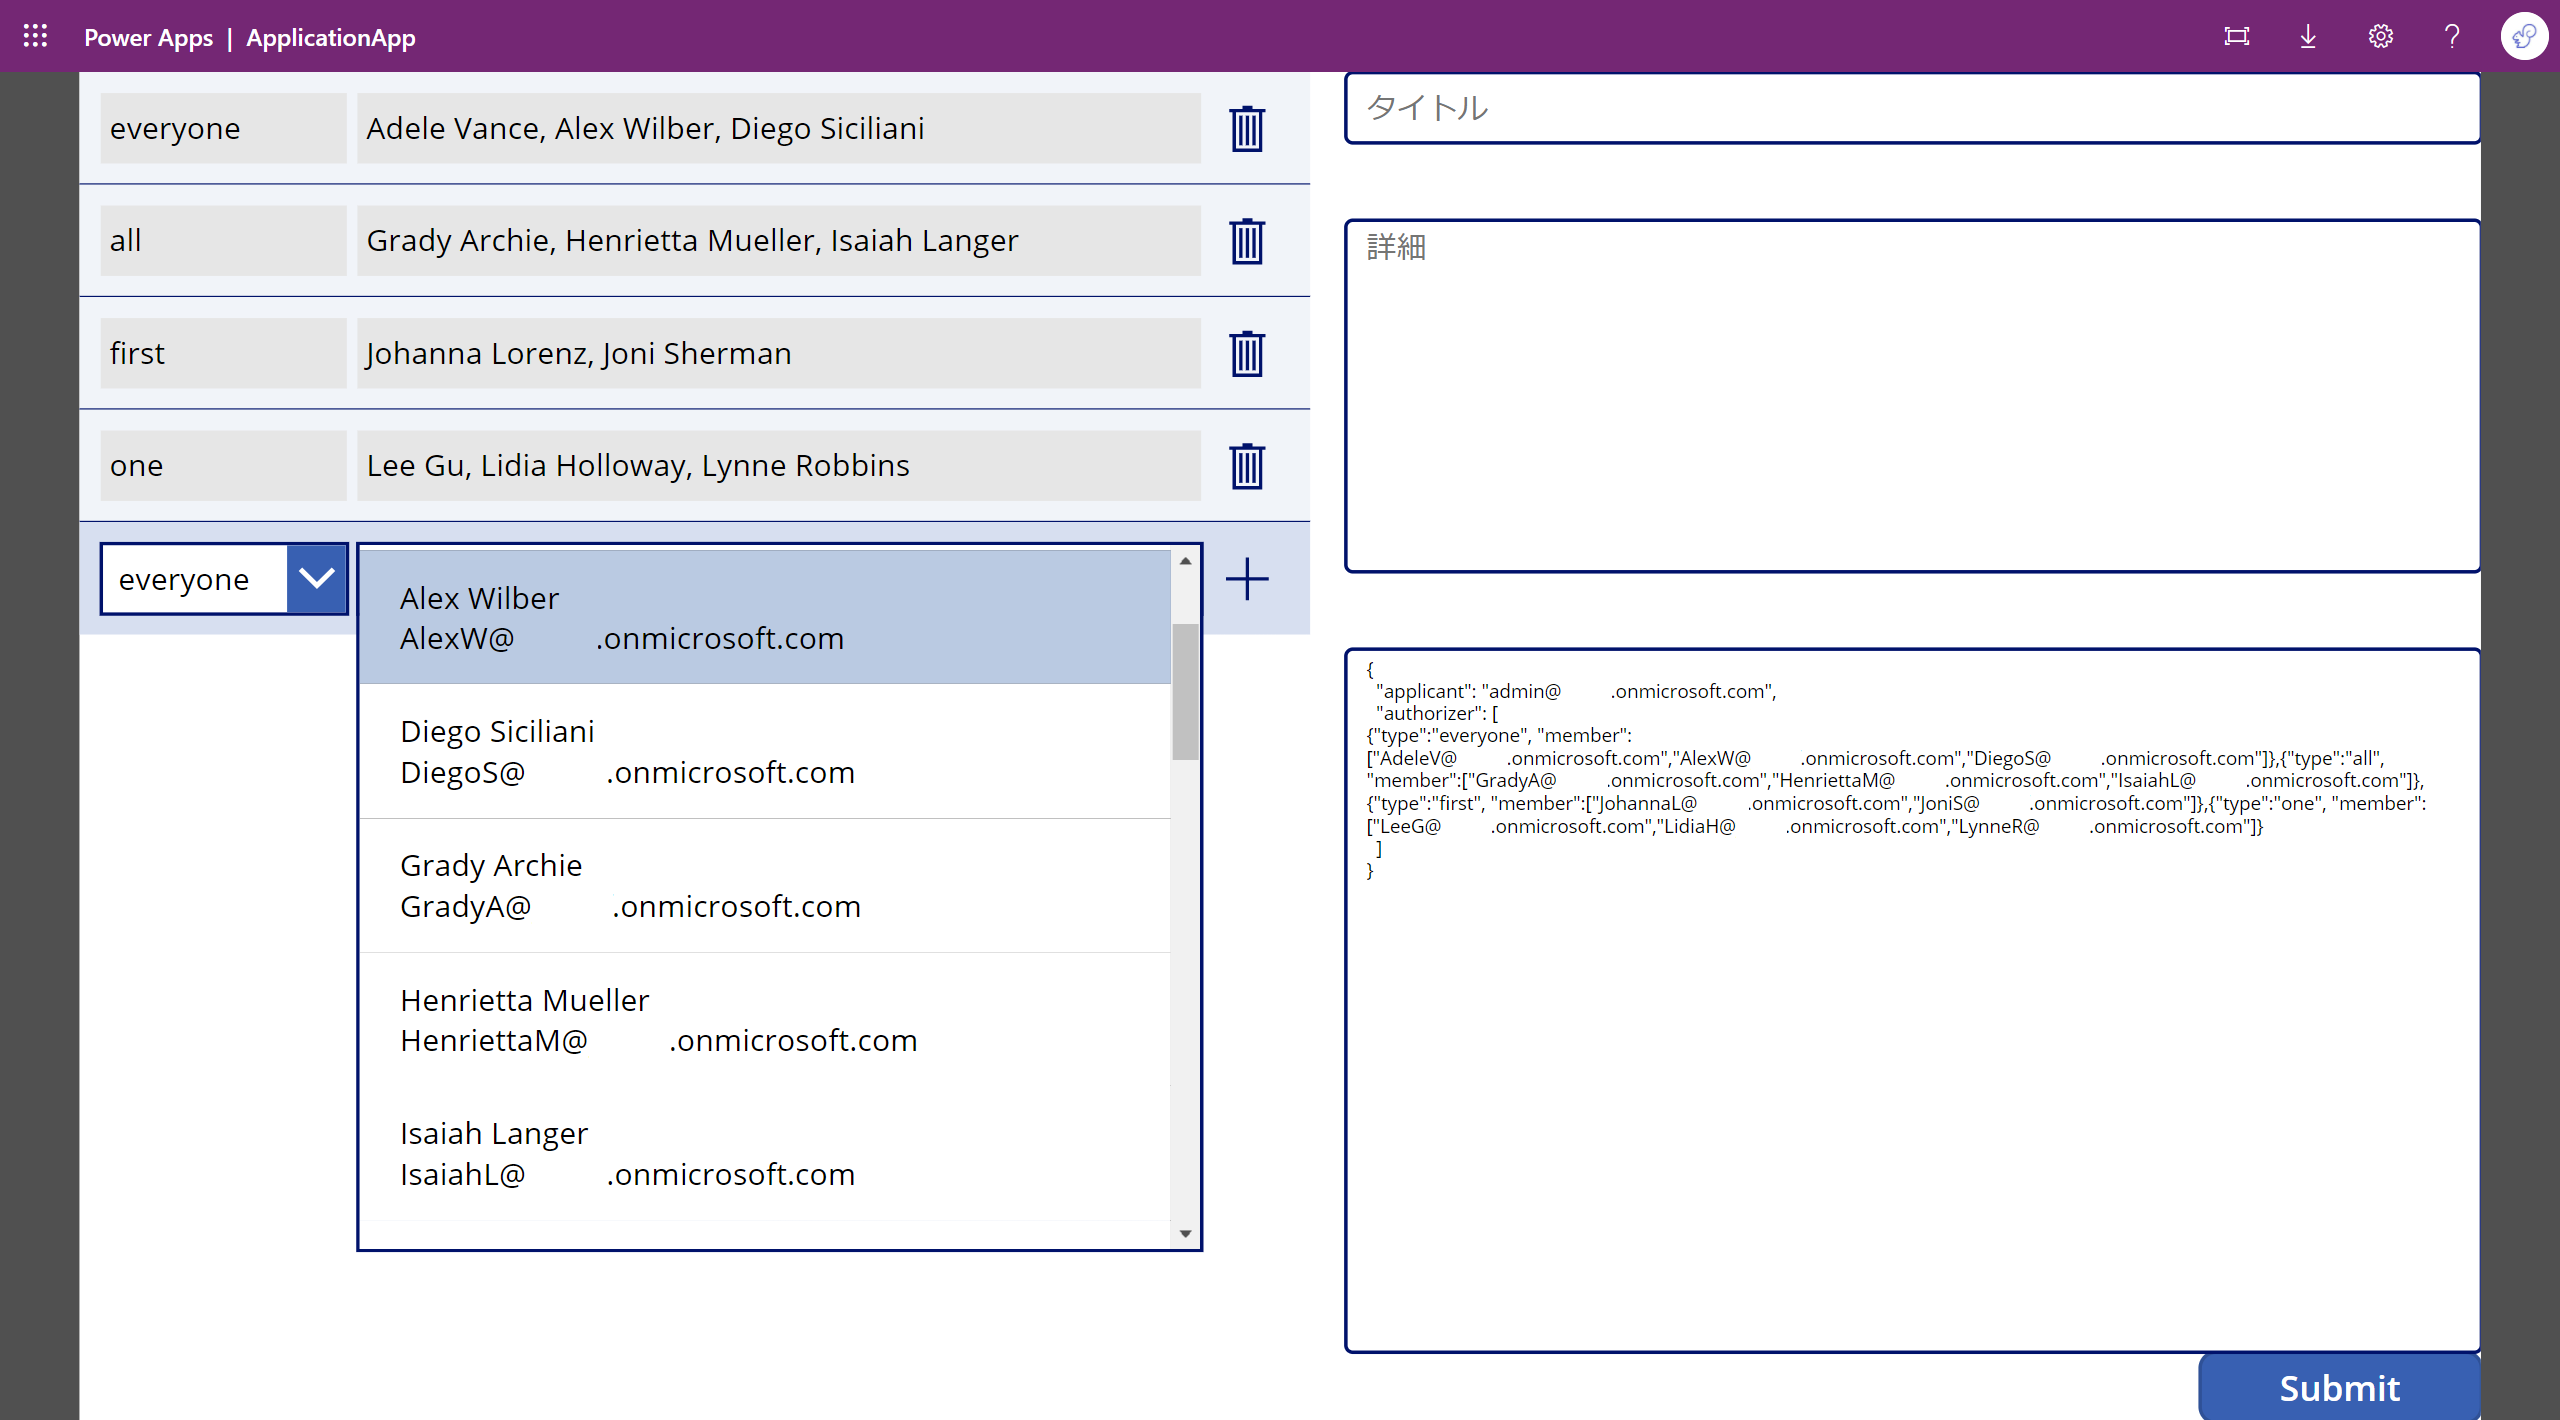 Power Apps | ApplicationApp
everyone
Adele Vance, Alex Wilber, Diego Siciliani
all
Grady Archie, Henrietta Mueller, Isaiah Langer
first
Johanna Lorenz, Joni Sherman
one
Lee Gu, Lidia Holloway, Lynne Robbins
everyone
Alex Wilber
AlexW@ .onmicrosoft.com
Diego Siciliani
DiegoS@ .onmicrosoft.com
Grady Archie
GradyA@ .onmicrosoft.com
Henrietta Mueller
HenriettaM@ .onmicrosoft.com
Isaiah Langer
IsaiahL@ .onmicrosoft.com
タイトル
詳細
{
"applicant": "admin@ .onmicrosoft.com",
"authorizer": [
{"type":"everyone", "member":
["AdeleV@ .onmicrosoft.com","AlexW@ .onmicrosoft.com","DiegoS@ .onmicrosoft.com"]},{"type":"all",
"member":["GradyA@ .onmicrosoft.com","HenriettaM@ .onmicrosoft.com","IsaiahL@ .onmicrosoft.com"]},
{"type":"first", "member":["JohannaL@ .onmicrosoft.com","JoniS@ .onmicrosoft.com"]},{"type":"one", "member":
["LeeG@ .onmicrosoft.com","LidiaH@ .onmicrosoft.com","LynneR@ .onmicrosoft.com"]}
]
}
Submit